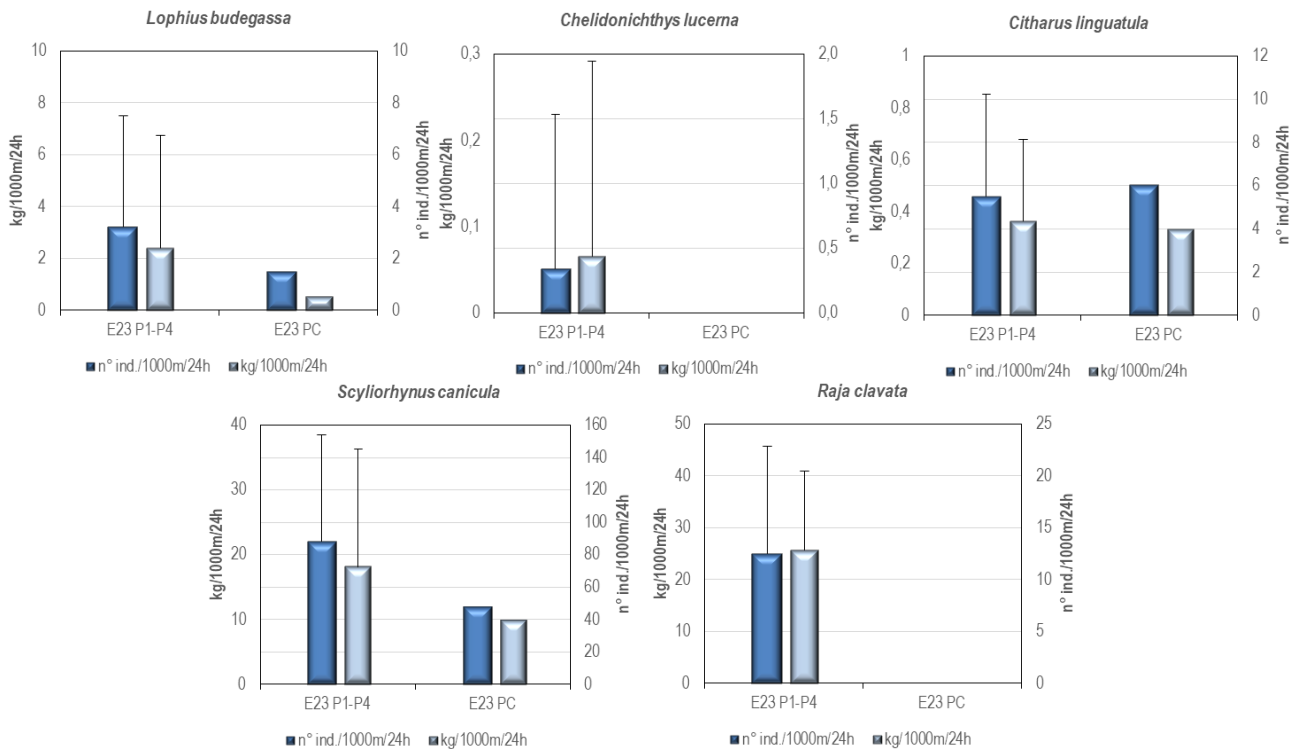 Lophius budegassa
10
8
6
4
2
0
kg/1000m/24h
10
8
6
4
2
0
n° ind./1000m/24h
E23 P1-P4
E23 PC
n° ind./1000m/24h
kg/1000m/24h
Chelidonichthys lucerna
0,3
0,2
0,1
0
kg/1000m/24h
2,0
1,5
1,0
0,5
0,0
n° ind./1000m/24h
E23 P1-P4
E23 PC
n° ind./1000m/24h
kg/1000m/24h
Citharus linguatula
1
0,8
0,6
0,4
0,2
0
kg/1000m/24h
12
10
8
6
4
2
0
n° ind./1000m/24h
E23 P1-P4
E23 PC
n° ind./1000m/24h
kg/1000m/24h
Scyliorhynus canicula
40
30
20
10
0
kg/1000m/24h
160
140
120
100
80
60
40
20
0
n° ind./1000m/24h
E23 P1-P4
E23 PC
n° ind./1000m/24h
kg/1000m/24h
Raja clavata
50
40
30
20
10
0
kg/1000m/24h
25
20
15
10
5
0
n° ind./1000m/24h
E23 P1-P4
E23 PC
n° ind./1000m/24h
kg/1000m/24h